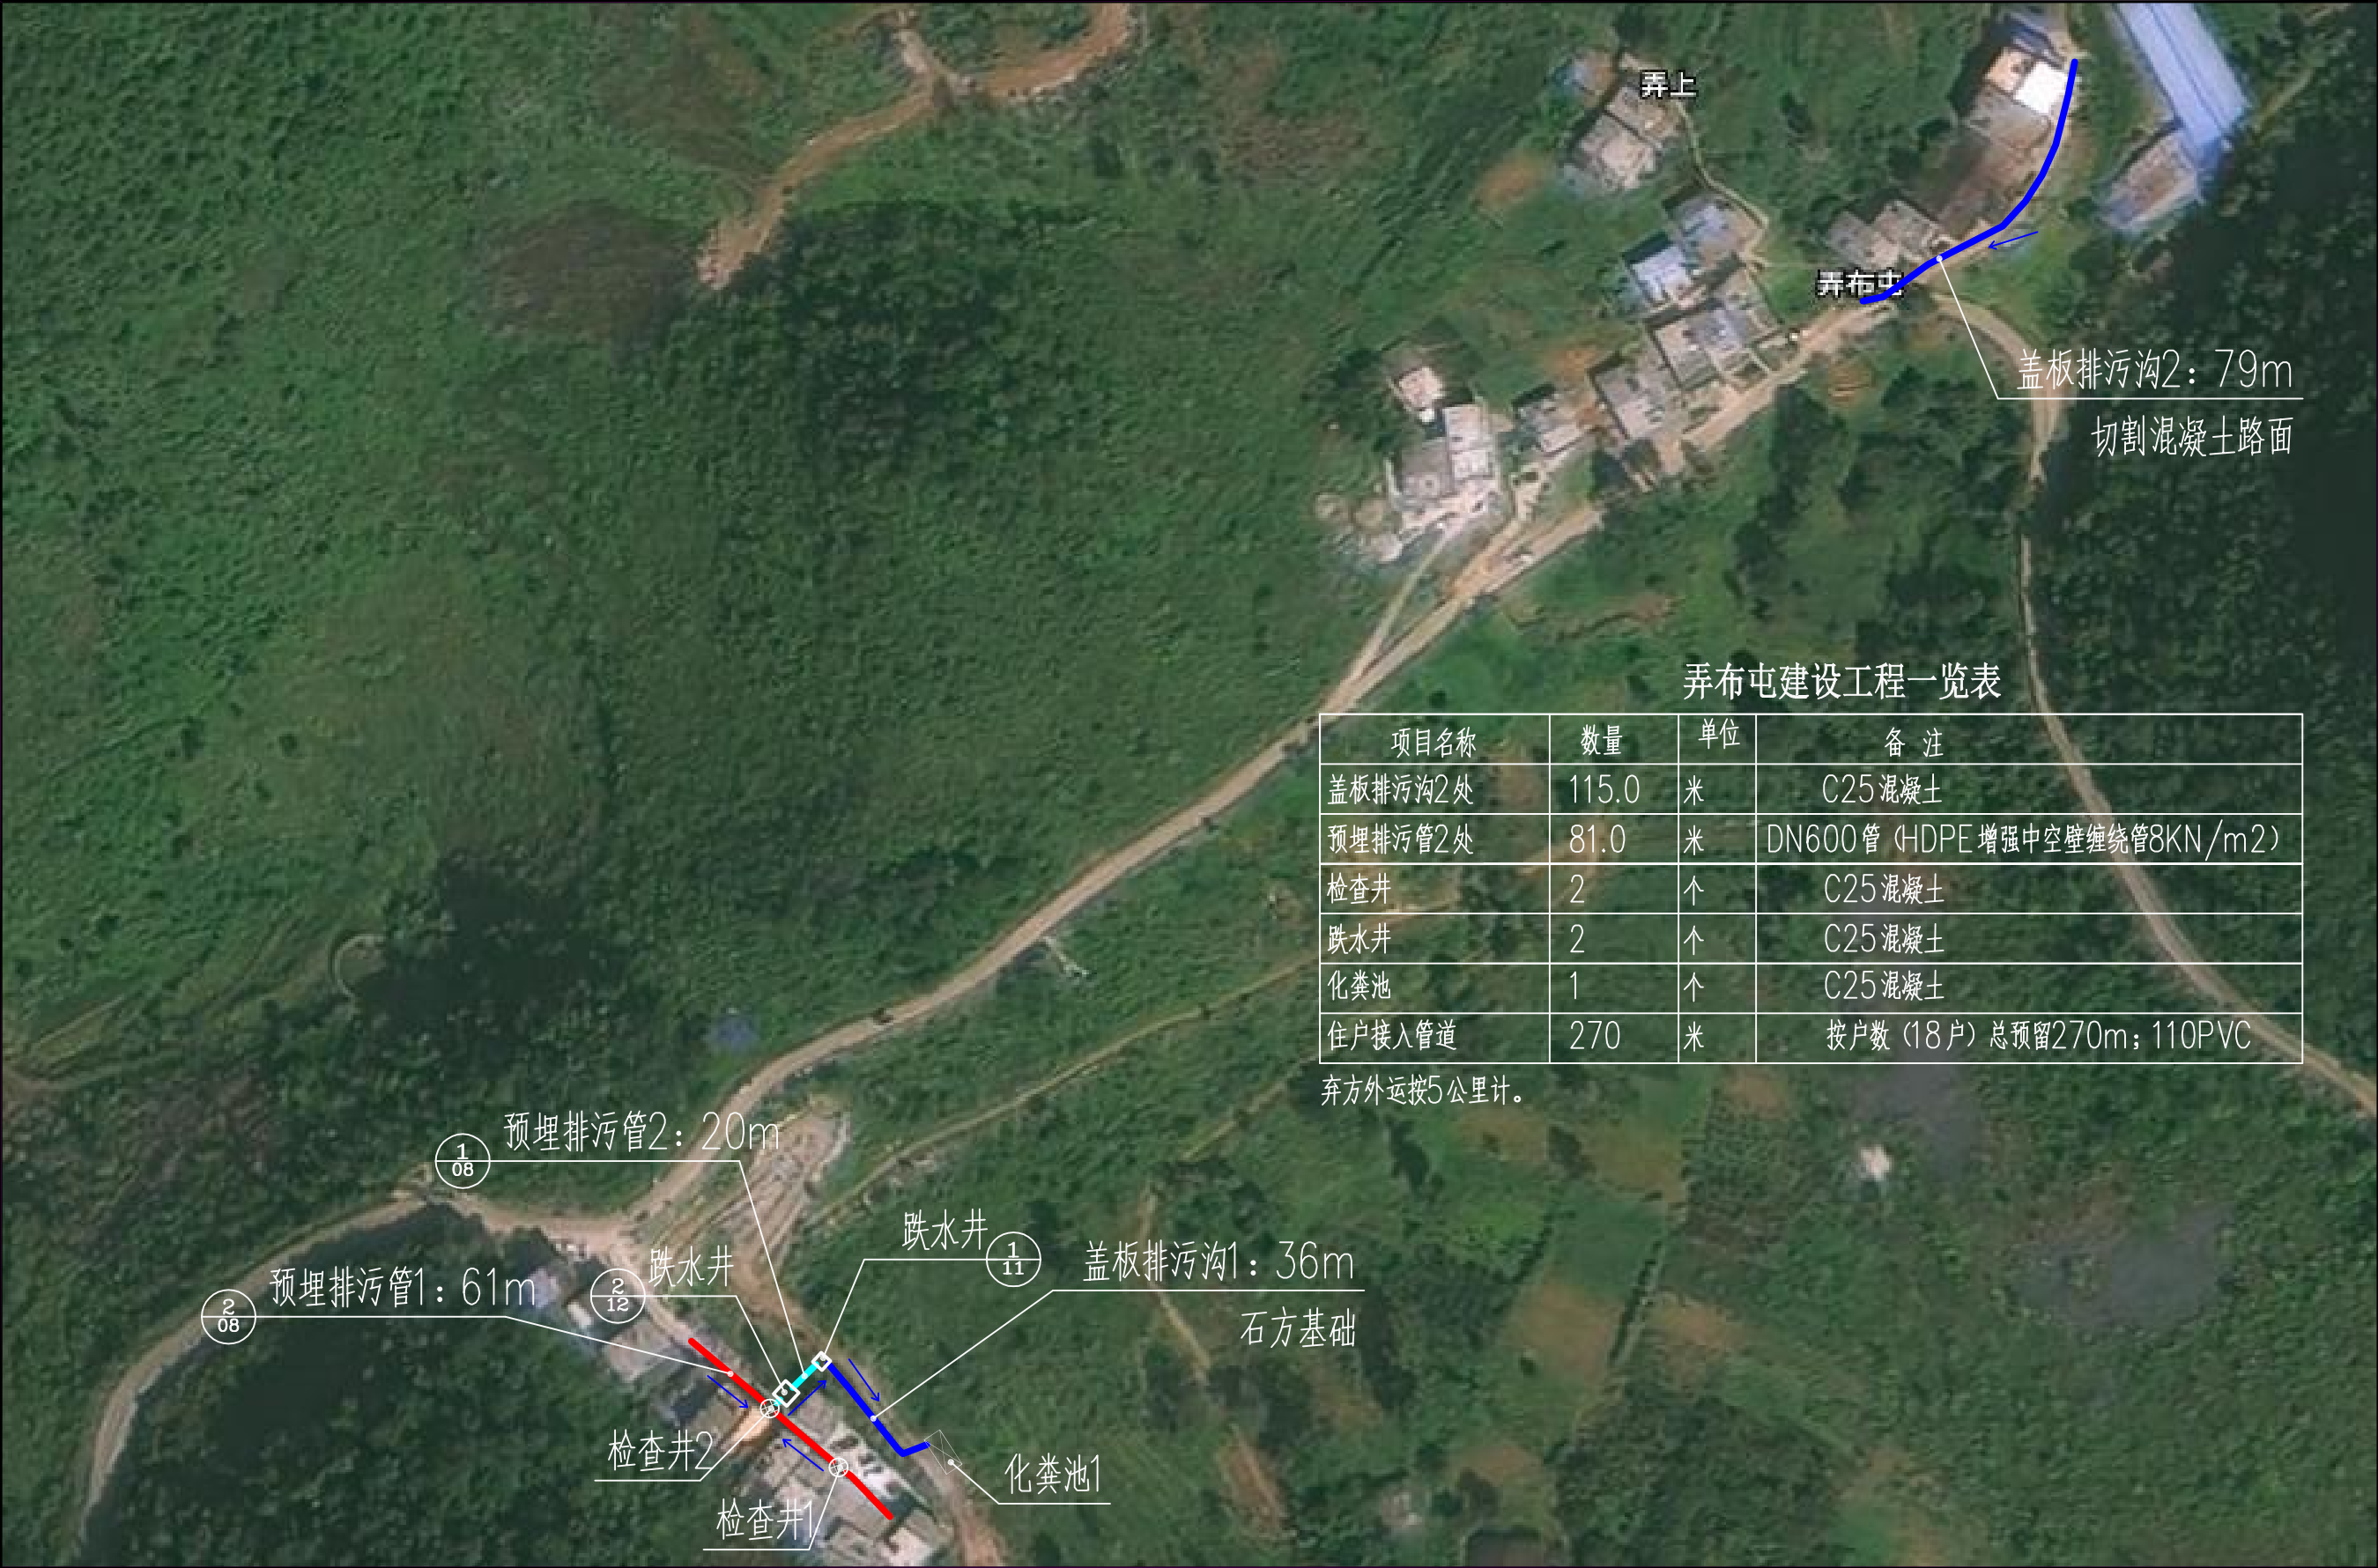 弄上
弄布屯
盖板排污沟2：79m
切割混凝土路面
弄布屯建设工程一览表
项目名称 数量 单位 备 注
盖板排污沟2处 115.0 米 C25混凝土
预埋排污管2处 81.0 米 DN600管（HDPE增强中空壁缠绕管8KN/m2）
检查井 2 个 C25混凝土
跌水井 2 个 C25混凝土
化粪池 1 个 C25混凝土
住户接入管道 270 米 按户数（18户）总预留270m；110PVC
弃方外运按5公里计。
1
08
预埋排污管2：20m
跌水井
1
11
盖板排污沟1：36m
石方基础
2
12
跌水井
2
08
预埋排污管1：61m
检查井2
化粪池1
检查井1